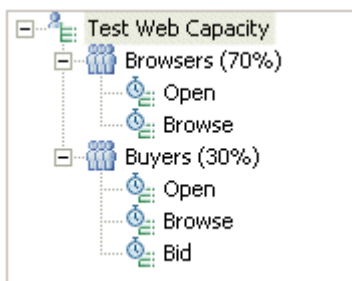 Test Web Capacity
Browsers (70%)
Open
Browse
Buyers (30%)
Open
Browse
Bid